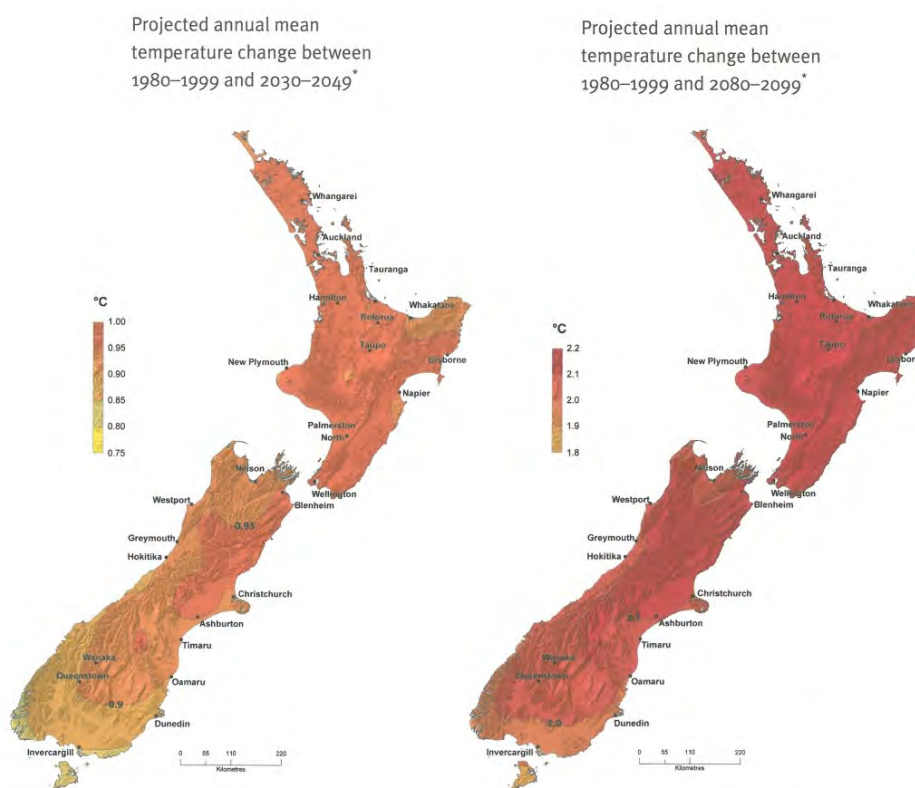 Projected annual mean
temperature change between
1980–1999 and 2030–2049*
Projected annual mean
temperature change between
1980–1999 and 2080–2099*
Whangarei
Auckland
Tauranga
Hamilton
Whakatane
Rotorua
Taupo
Gisborne
New Plymouth
Napier
Palmerston
North
Nelson
Wellington
Westport
Blenheim
0.95
Greymouth
Hokitika
Christchurch
Ashburton
Timaru
Wanaka
Queenstown
Oamaru
0.9
Dunedin
Invercargill
°C
1.00
0.95
0.90
0.85
0.80
0.75
0 55 110 220
Kilometres
Whangarei
Auckland
Tauranga
Hamilton
Whakatane
Rotorua
Taupo
Gisborne
New Plymouth
Napier
Palmerston
North
Nelson
Wellington
Westport
Blenheim
Greymouth
Hokitika
Christchurch
2.1
Ashburton
Timaru
Wanaka
Queenstown
Oamaru
2.0
Dunedin
Invercargill
°C
2.2
2.1
2.0
1.9
1.8
0 55 110 220
Kilometres